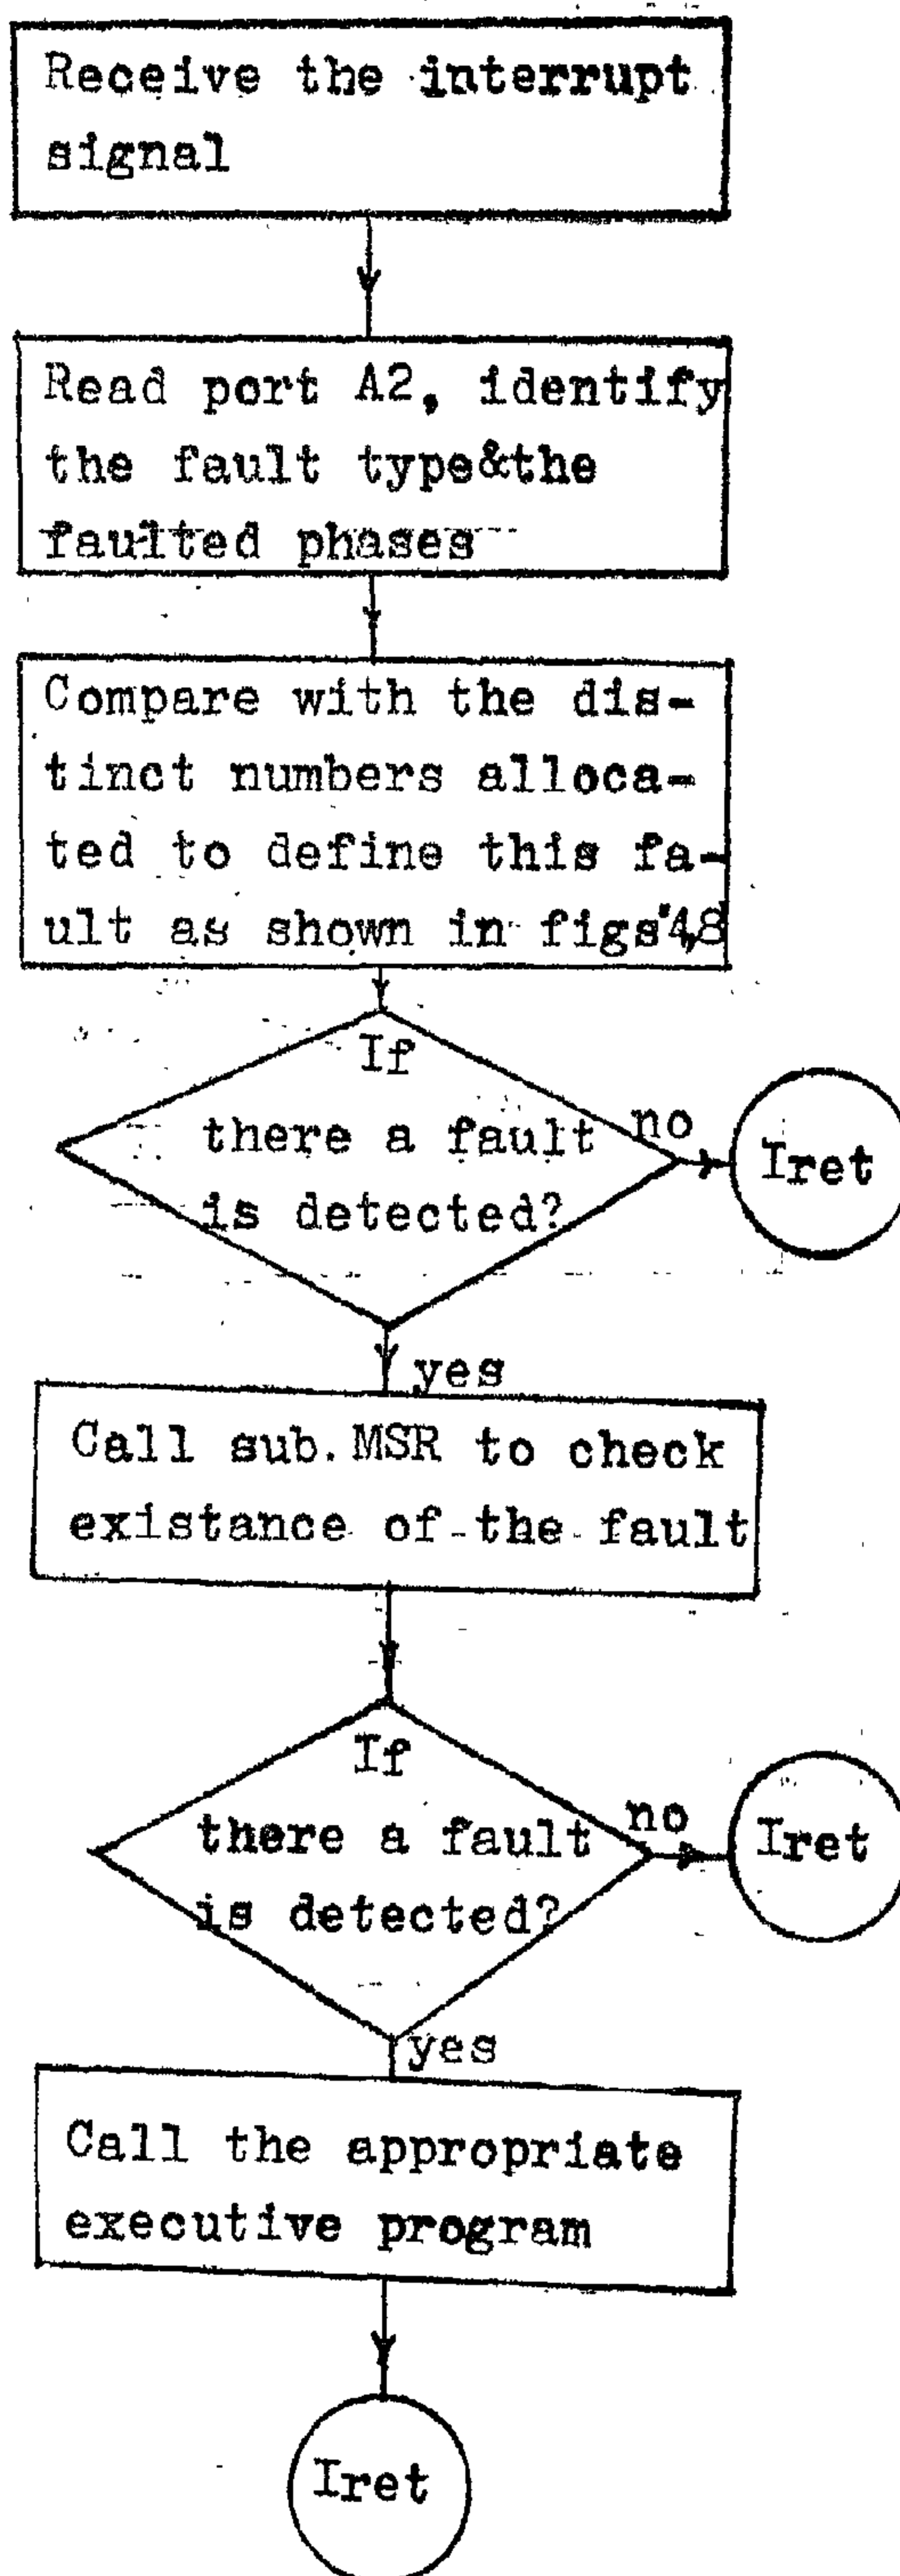 Receive the interrupt
signal
Read port A2, identify
the fault type&the
faulted phases
Compare with the dis-
tinct numbers alloca-
ted to define this fa-
ult as shown in figs"4,8
If
there a fault
is detected?
no
Iret
yes
Call sub.MSR to check
existance of the fault
If
there a fault
is detected?
no
Iret
yes
Call the appropriate
executive program
Iret